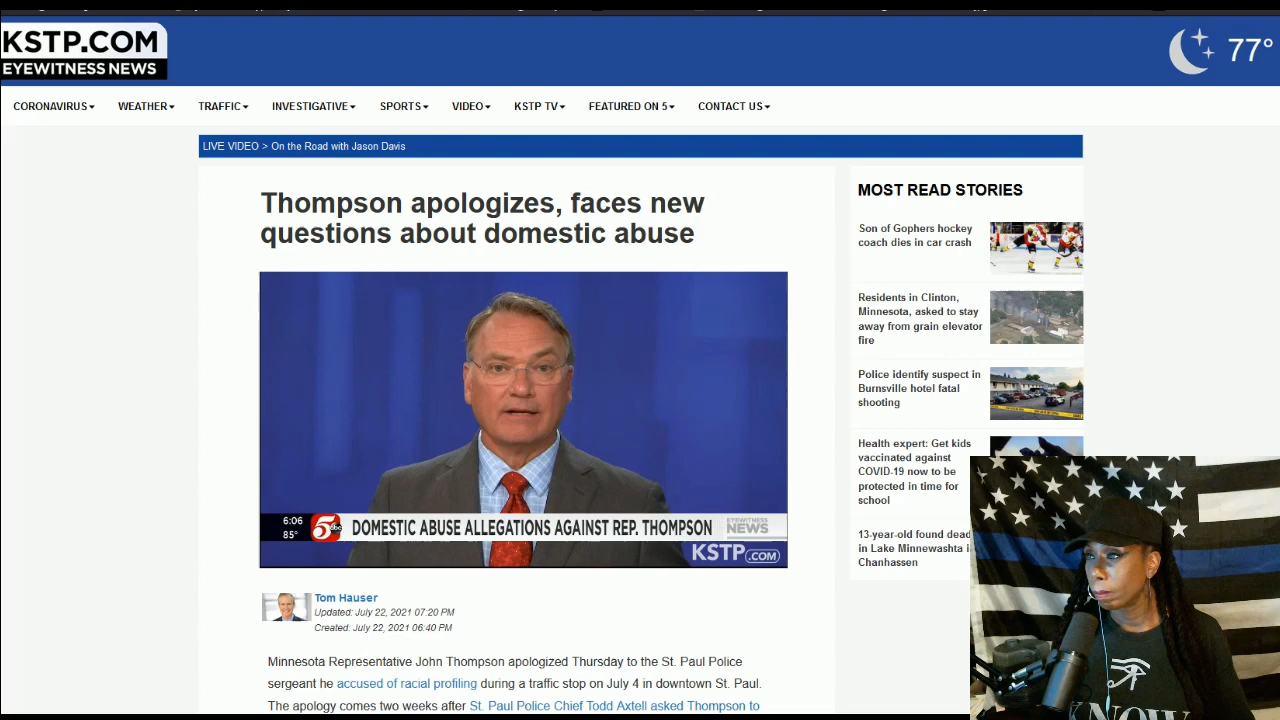 KSTP.COM
EYEWITNESS NEWS
77°
CORONAVIRUS WEATHER TRAFFIC INVESTIGATIVE SPORTS VIDEO KSTP TV FEATURED ON 5 CONTACT US
LIVE VIDEO > On the Road with Jason Davis
Thompson apologizes, faces new
questions about domestic abuse
6:06
85°
5
abc
DOMESTIC ABUSE ALLEGATIONS AGAINST REP. THOMPSON
EYEWITNESS
NEWS
KSTP.COM
Tom Hauser
Updated: July 22, 2021 07:20 PM
Created: July 22, 2021 06:40 PM
Minnesota Representative John Thompson apologized Thursday to the St. Paul Police
sergeant he accused of racial profiling during a traffic stop on July 4 in downtown St. Paul.
The apology comes two weeks after St. Paul Police Chief Todd Axtell asked Thompson to
MOST READ STORIES
Son of Gophers hockey
coach dies in car crash
Residents in Clinton,
Minnesota, asked to stay
away from grain elevator
fire
Police identify suspect in
Burnsville hotel fatal
shooting
Health expert: Get kids
vaccinated against
COVID-19 now to be
protected in time for
school
13-year-old found dead
in Lake Minnewashta i
Chanhassen
KNOW